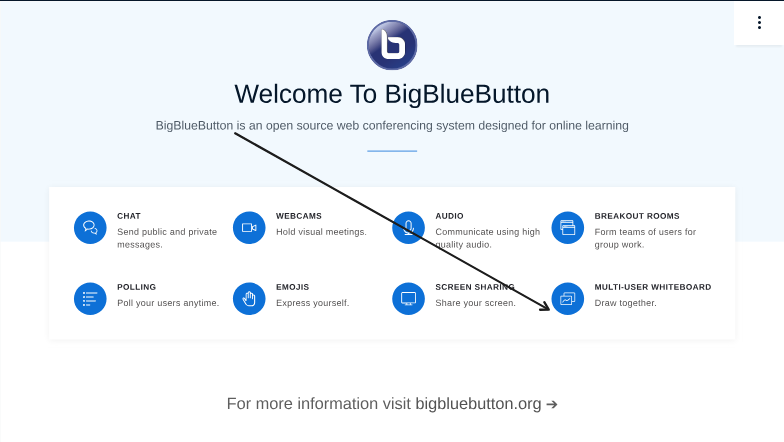 Welcome To BigBlueButton
BigBlueButton is an open source web conferencing system designed for online learning
CHAT
Send public and private
messages.
WEBCAMS
Hold visual meetings.
AUDIO
Communicate using high
quality audio.
BREAKOUT ROOMS
Form teams of users for
group work.
POLLING
Poll your users anytime.
EMOJIS
Express yourself.
SCREEN SHARING
Share your screen.
MULTI-USER WHITEBOARD
Draw together.
For more information visit bigbluebutton.org →